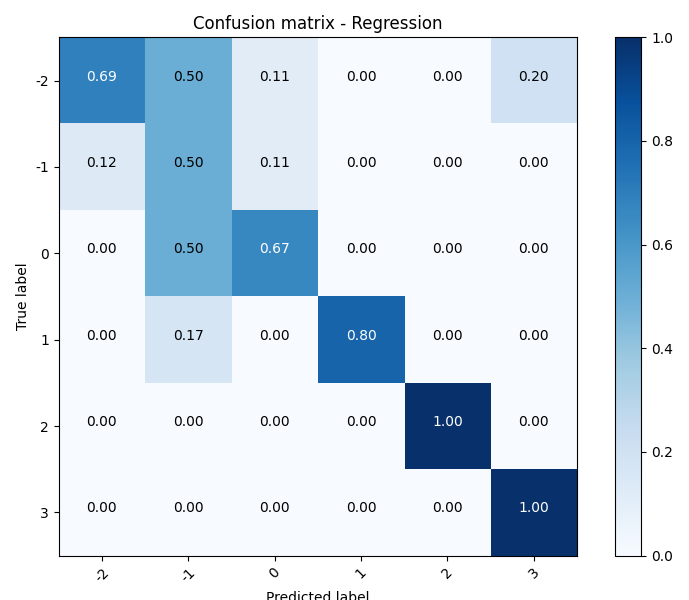 Confusion matrix - Regression
1.0
-2 0.69 0.50 0.11 0.00 0.00 0.20
0.8
-1 0.12 0.50 0.11 0.00 0.00 0.00
0.6
0 0.00 0.50 0.67 0.00 0.00 0.00
True label
1 0.00 0.17 0.00 0.80 0.00 0.00
0.4
2 0.00 0.00 0.00 0.00 1.00 0.00
0.2
3 0.00 0.00 0.00 0.00 0.00 1.00
0.0
-2 -1 0 1 2 3
Predicted label